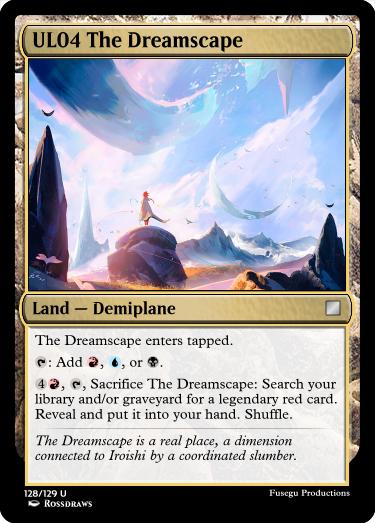 UL04 The Dreamscape
Land — Demiplane
The Dreamscape enters tapped.
: Add , , or .
4, , Sacrifice The Dreamscape: Search your
library and/or graveyard for a legendary red card.
Reveal and put it into your hand. Shuffle.
The Dreamscape is a real place, a dimension
connected to Iroishi by a coordinated slumber.
128/129 U
Rossdraws
Fusegu Productions